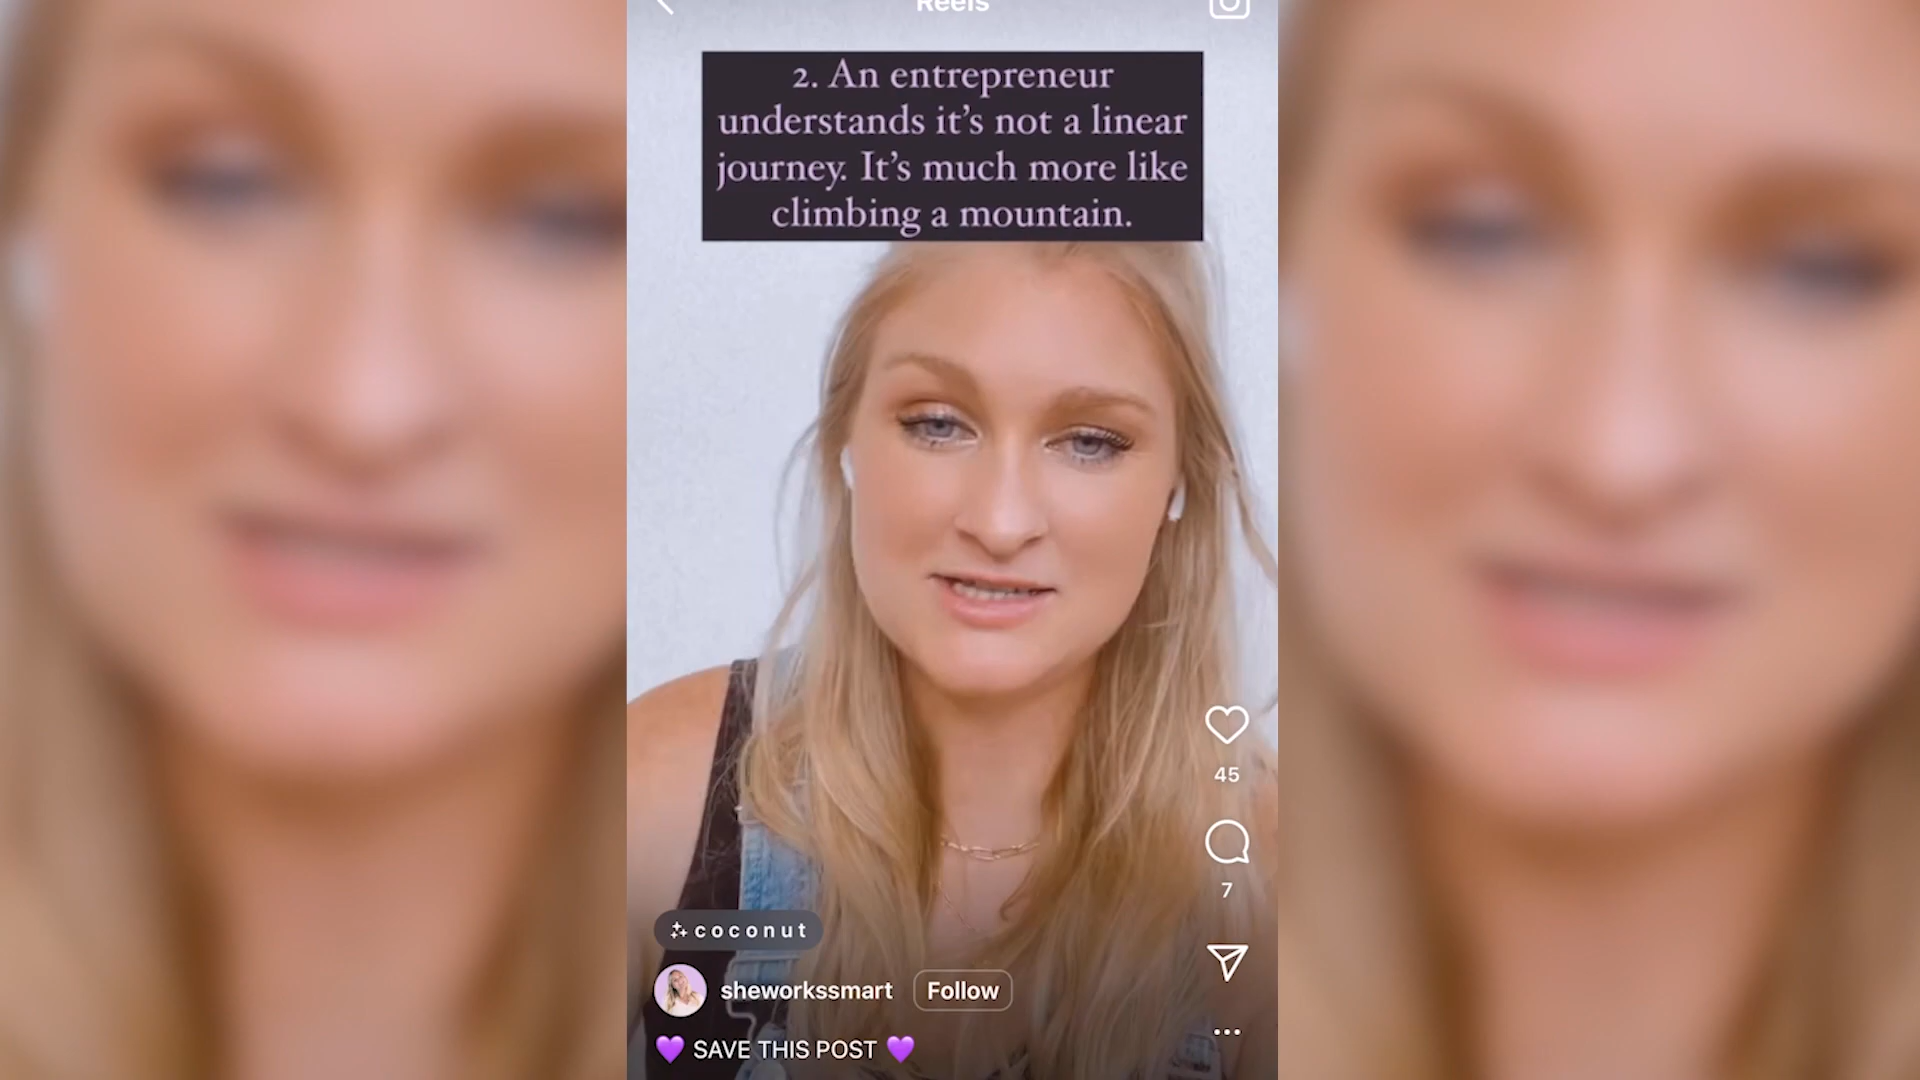 Reels
2. An entrepreneur
understands it's not a linear
journey. It's much more like
climbing a mountain.
45
7
coconut
sheworkssmart
Follow
💜 SAVE THIS POST 💜